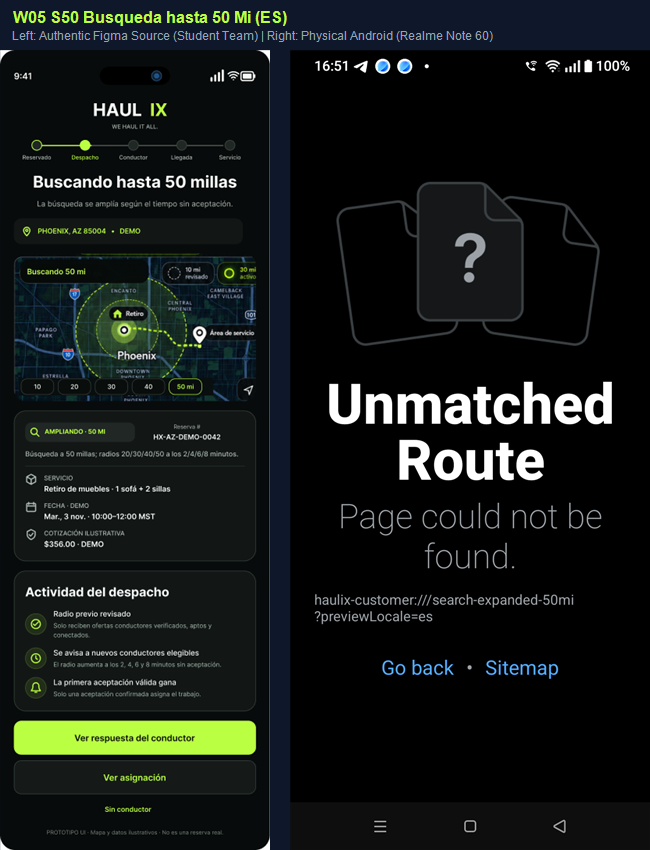 W05 S50 Busqueda hasta 50 Mi (ES)
Left: Authentic Figma Source (Student Team) | Right: Physical Android (Realme Note 60)
9:41
HAUL IX
WE HAUL IT ALL.
Reservado Despacho Conductor Llegada Servicio
Buscando hasta 50 millas
La búsqueda se amplía según el tiempo sin aceptación.
PHOENIX, AZ 85004 • DEMO
Buscando 50 mi
10 mi
revisado
30 mi
activo
17
ENCANTO
CAMELBACK
EAST VILLAGE
CENTRAL
PHOENIX
Retiro
101
PAPAGO
PARK
Área de servicio
Phoenix
10
DOWNTOWN
PHOENIX
ESTRELLA
10 20 30 40 50 mi
AMPLIANDO · 50 MI
Reserva #
HX-AZ-DEMO-0042
Búsqueda a 50 millas; radios 20/30/40/50 a los 2/4/6/8 minutos.
SERVICIO
Retiro de muebles · 1 sofá + 2 sillas
FECHA · DEMO
Mar., 3 nov. · 10:00–12:00 MST
COTIZACIÓN ILUSTRATIVA
$356.00 · DEMO
Actividad del despacho
Radio previo revisado
Solo reciben ofertas conductores verificados, aptos y
conectados.
Se avisa a nuevos conductores elegibles
El radio aumenta a los 2, 4, 6 y 8 minutos sin aceptación.
La primera aceptación válida gana
Solo una aceptación confirmada asigna el trabajo.
Ver respuesta del conductor
Ver asignación
Sin conductor
PROTOTIPO UI · Mapa y datos ilustrativos · No es una reserva real.
16:51
100%
?
Unmatched
Route
Page could not be
found.
haulix-customer:///search-expanded-50mi
?previewLocale=es
Go back • Sitemap